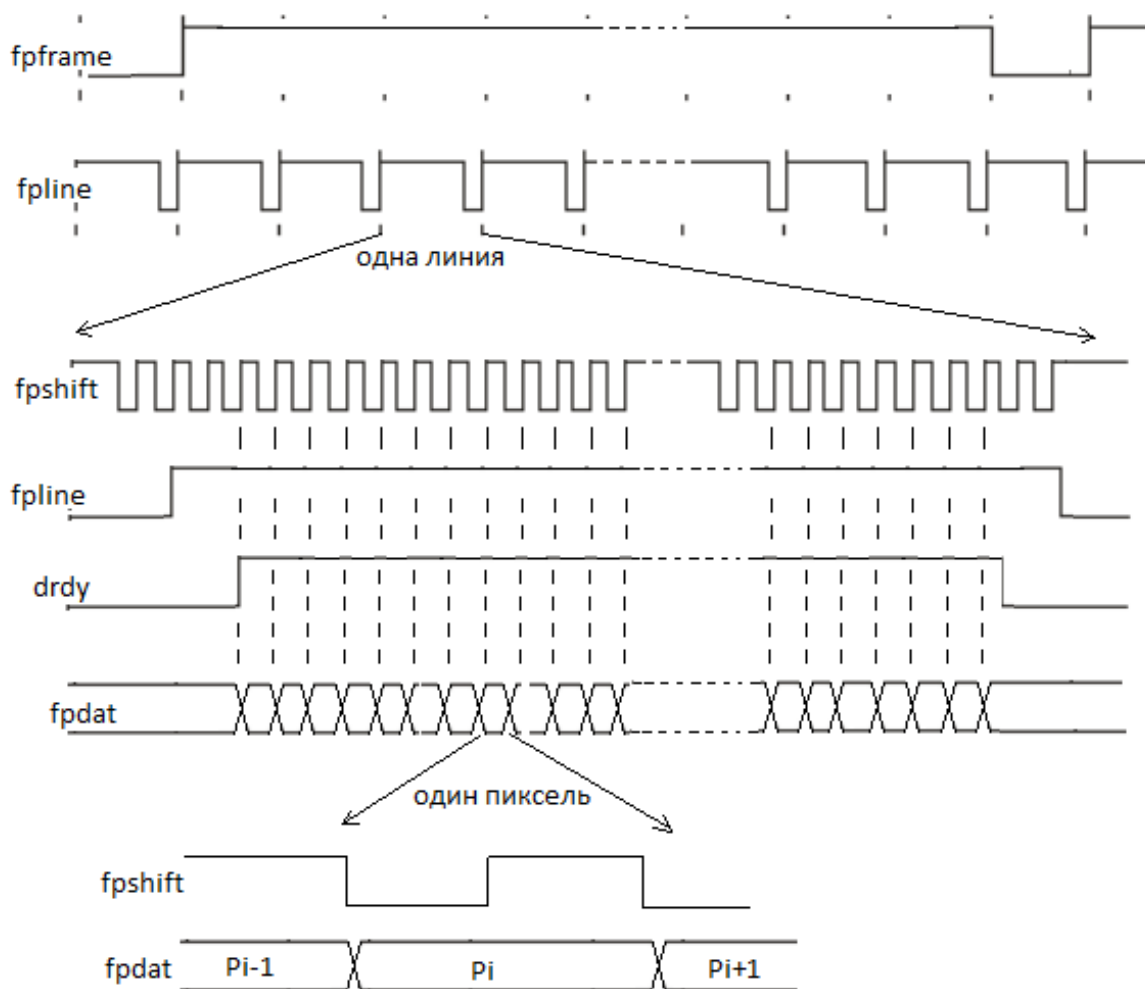 fpframe
fpline
одна линия
fpshift
fpline
drdy
fpdat
один пиксель
fpshift
fpdat Pi-1 Pi Pi+1